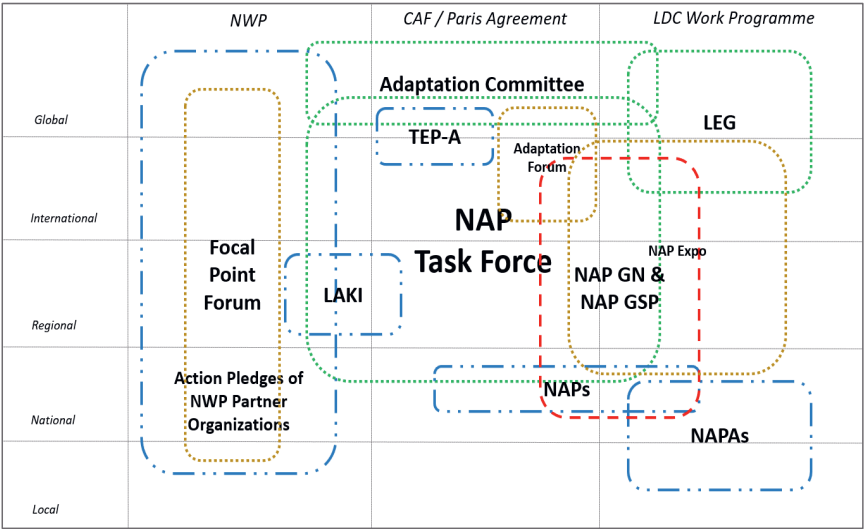 NWP
CAF / Paris Agreement
LDC Work Programme
Global
Adaptation Committee
TEP-A
LEG
Adaptation
Forum
International
NAP
Task Force
Focal
Point
Forum
LAKI
NAP Expo
NAP GN &
NAP GSP
Regional
Action Pledges of
NWP Partner
Organizations
NAPs
National
NAPAs
Local